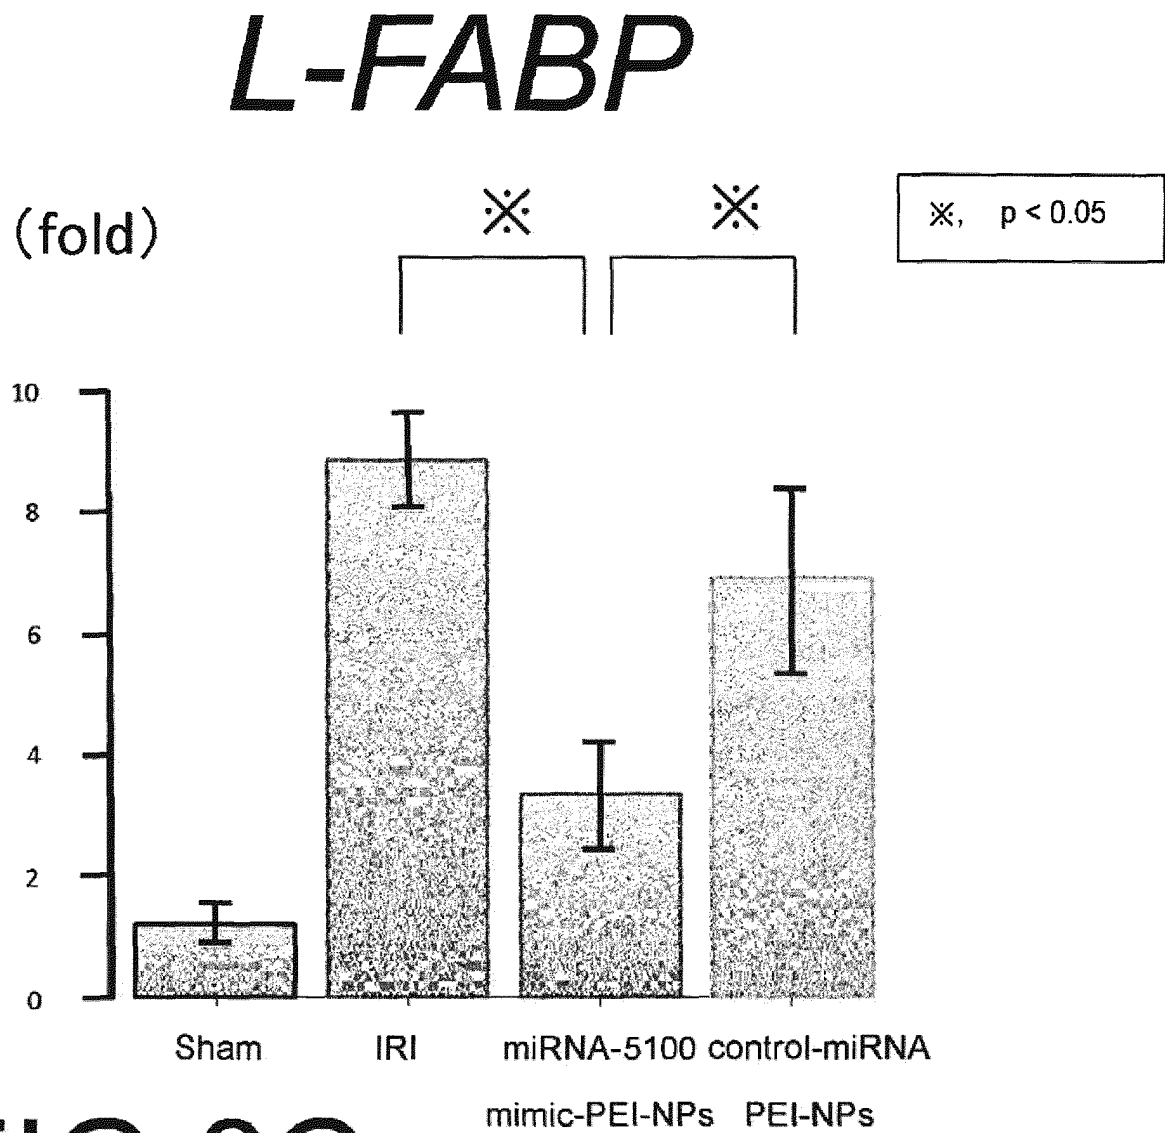 L-FABP
(fold)
※ ※
※, p < 0.05
10
8
6
4
2
0
Sham IRI miRNA-5100 control-miRNA
mimic-PEI-NPs PEI-NPs